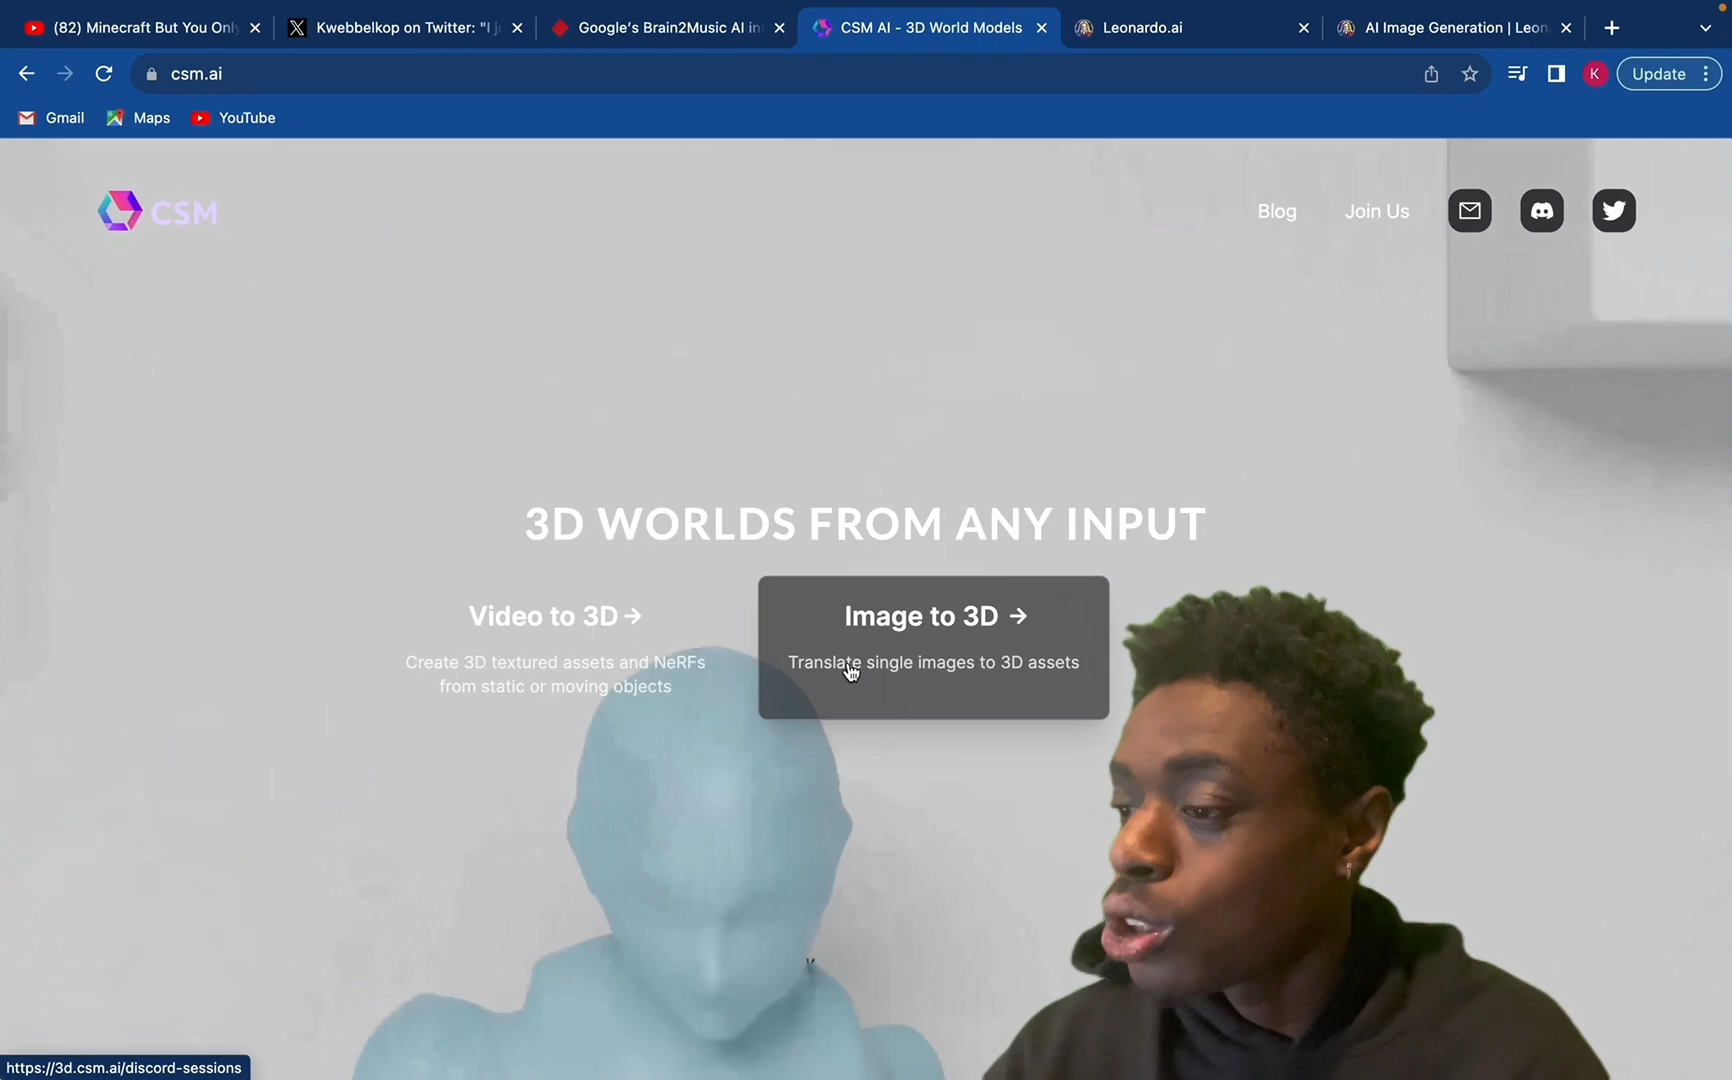 (82) Minecraft But You Onl
Kwebbelkop on Twitter: "I j
Google's Brain2Music AI in
CSM AI - 3D World Models
Leonardo.ai
AI Image Generation | Leon
csm.ai
K
Update
Gmail
Maps
YouTube
CSM
Blog
Join Us
3D WORLDS FROM ANY INPUT
Video to 3D →
Create 3D textured assets and NeRFs
from static or moving objects
Image to 3D →
Translate single images to 3D assets
https://3d.csm.ai/discord-sessions